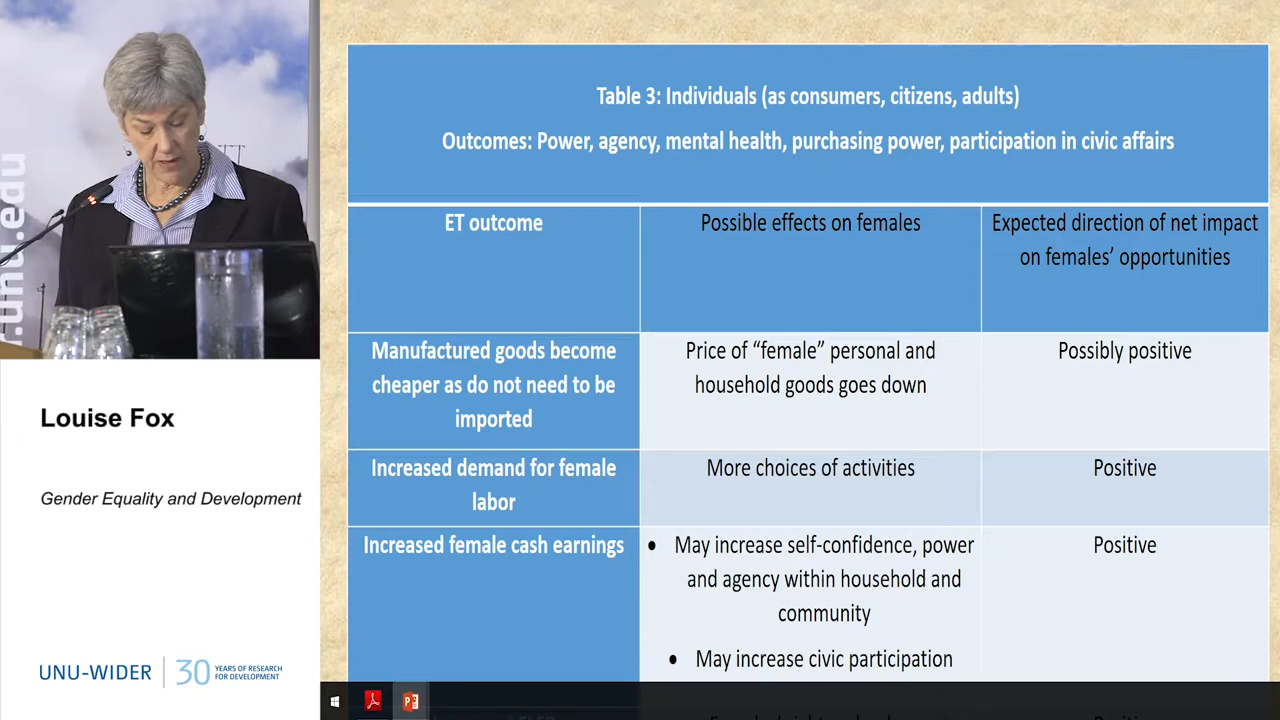 r.unu.edu
Louise Fox
Gender Equality and Development
UNU-WIDER
30
YEARS OF RESEARCH
FOR DEVELOPMENT
Table 3: Individuals (as consumers, citizens, adults)
Outcomes: Power, agency, mental health, purchasing power, participation in civic affairs
ET outcome
Possible effects on females
Expected direction of net impact
on females’ opportunities
Manufactured goods become
cheaper as do not need to be
imported
Price of “female” personal and
household goods goes down
Possibly positive
Increased demand for female
labor
More choices of activities
Positive
Increased female cash earnings
• May increase self-confidence, power
and agency within household and
community
• May increase civic participation
Positive